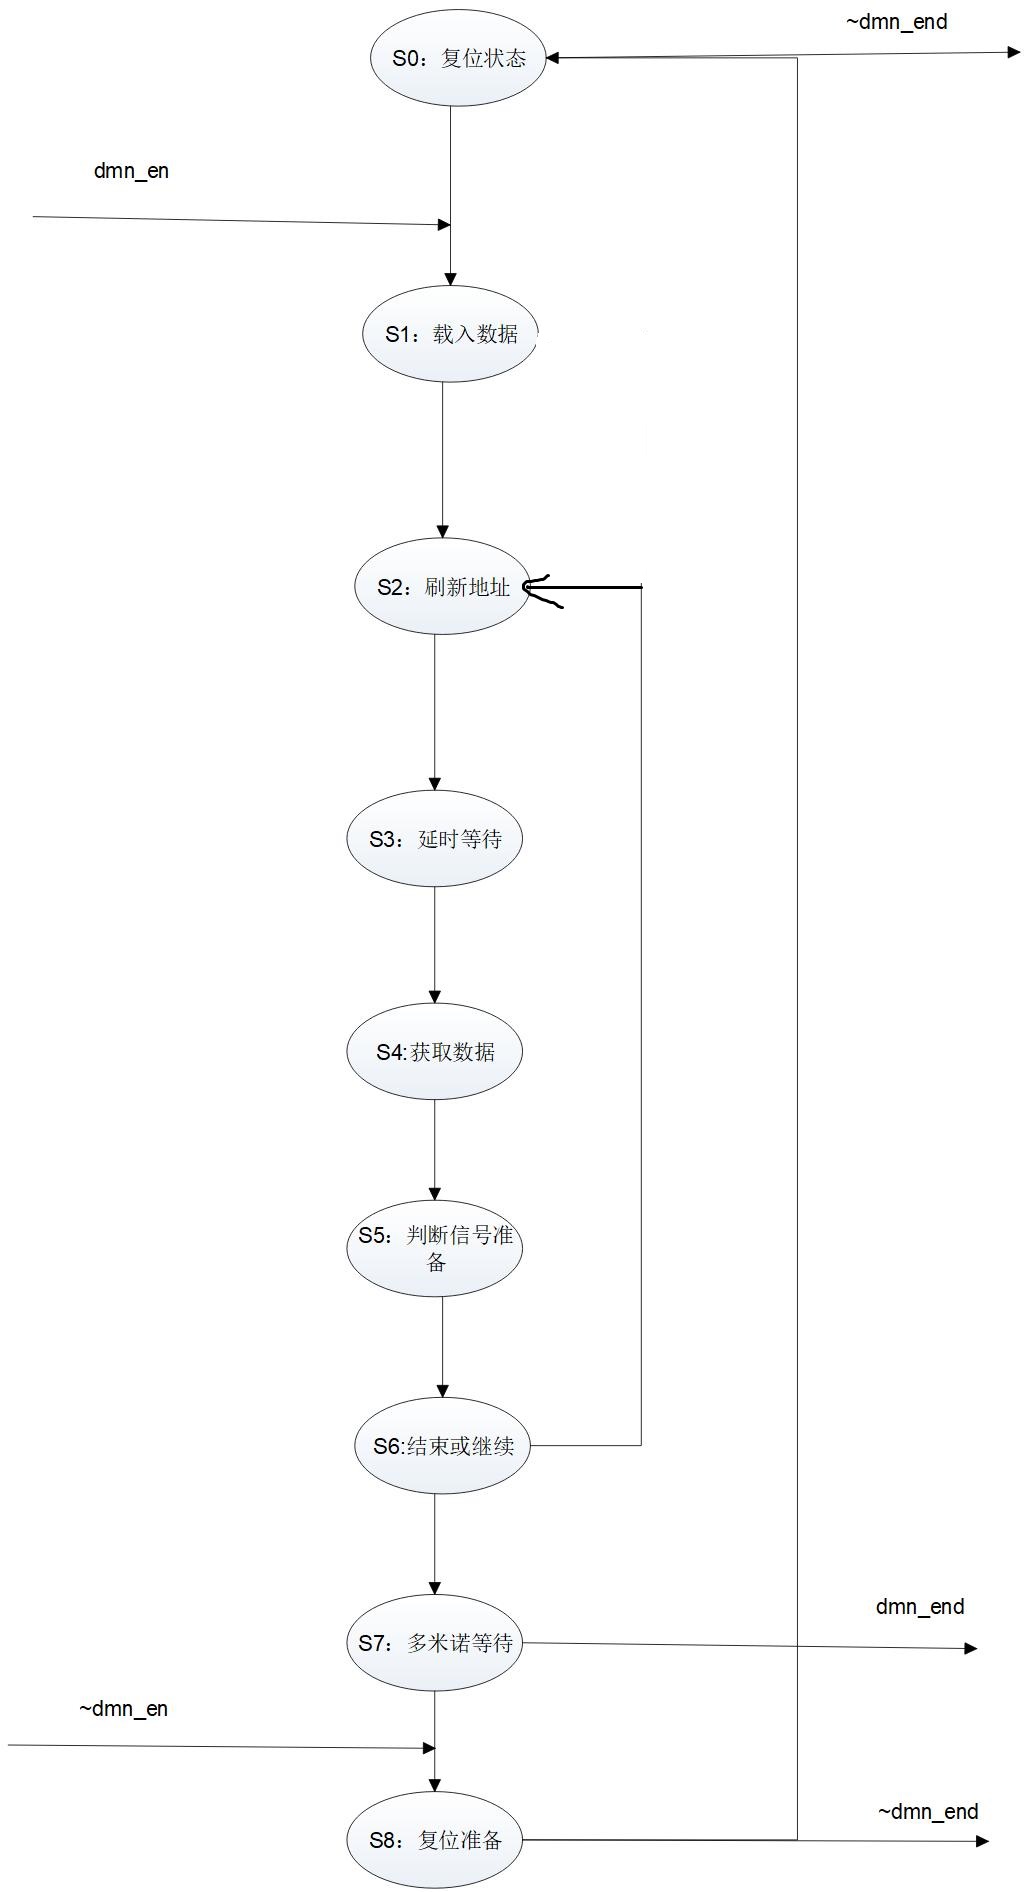 ~dmn_end
S0：复位状态
dmn_en
S1：载入数据
S2：刷新地址
S3：延时等待
S4:获取数据
S5：判断信号准
备
S6:结束或继续
dmn_end
S7：多米诺等待
~dmn_en
~dmn_end
S8：复位准备